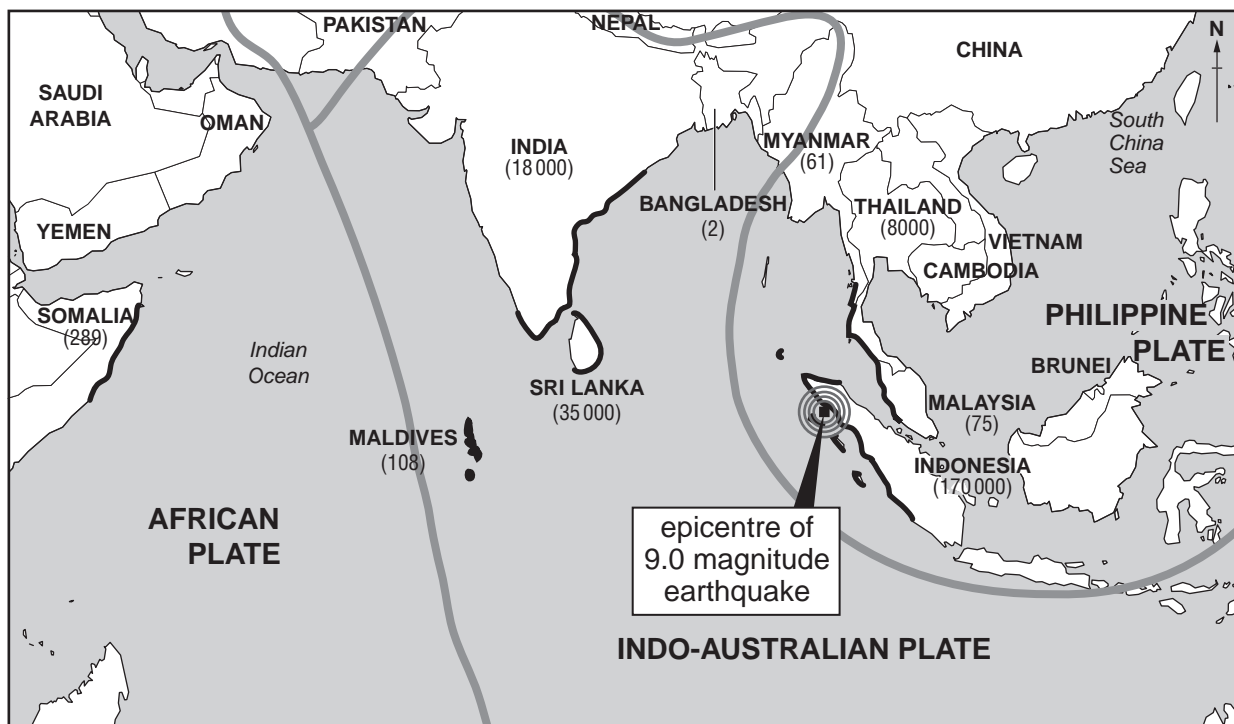 PAKISTAN
NEPAL
CHINA
N
SAUDI
ARABIA
OMAN
YEMEN
INDIA
(18 000)
BANGLADESH
(2)
MYANMAR
(61)
THAILAND
(8000)
VIETNAM
CAMBODIA
South
China
Sea
SOMALIA
(289)
Indian
Ocean
SRI LANKA
(35 000)
MALDIVES
(108)
PHILIPPINE
PLATE
BRUNEI
MALAYSIA
(75)
INDONESIA
(170 000)
AFRICAN
PLATE
epicentre of
9.0 magnitude
earthquake
INDO-AUSTRALIAN PLATE